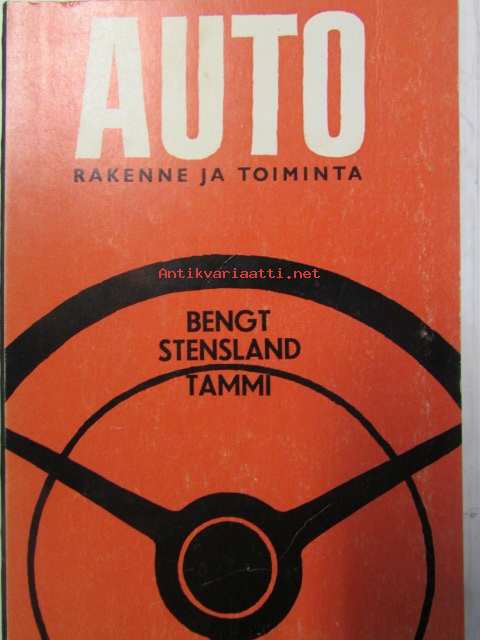 AUTO
RAKENNE JA TOIMINTA
Antikvariaatti.net
BENGT
STENSLAND
TAMMI